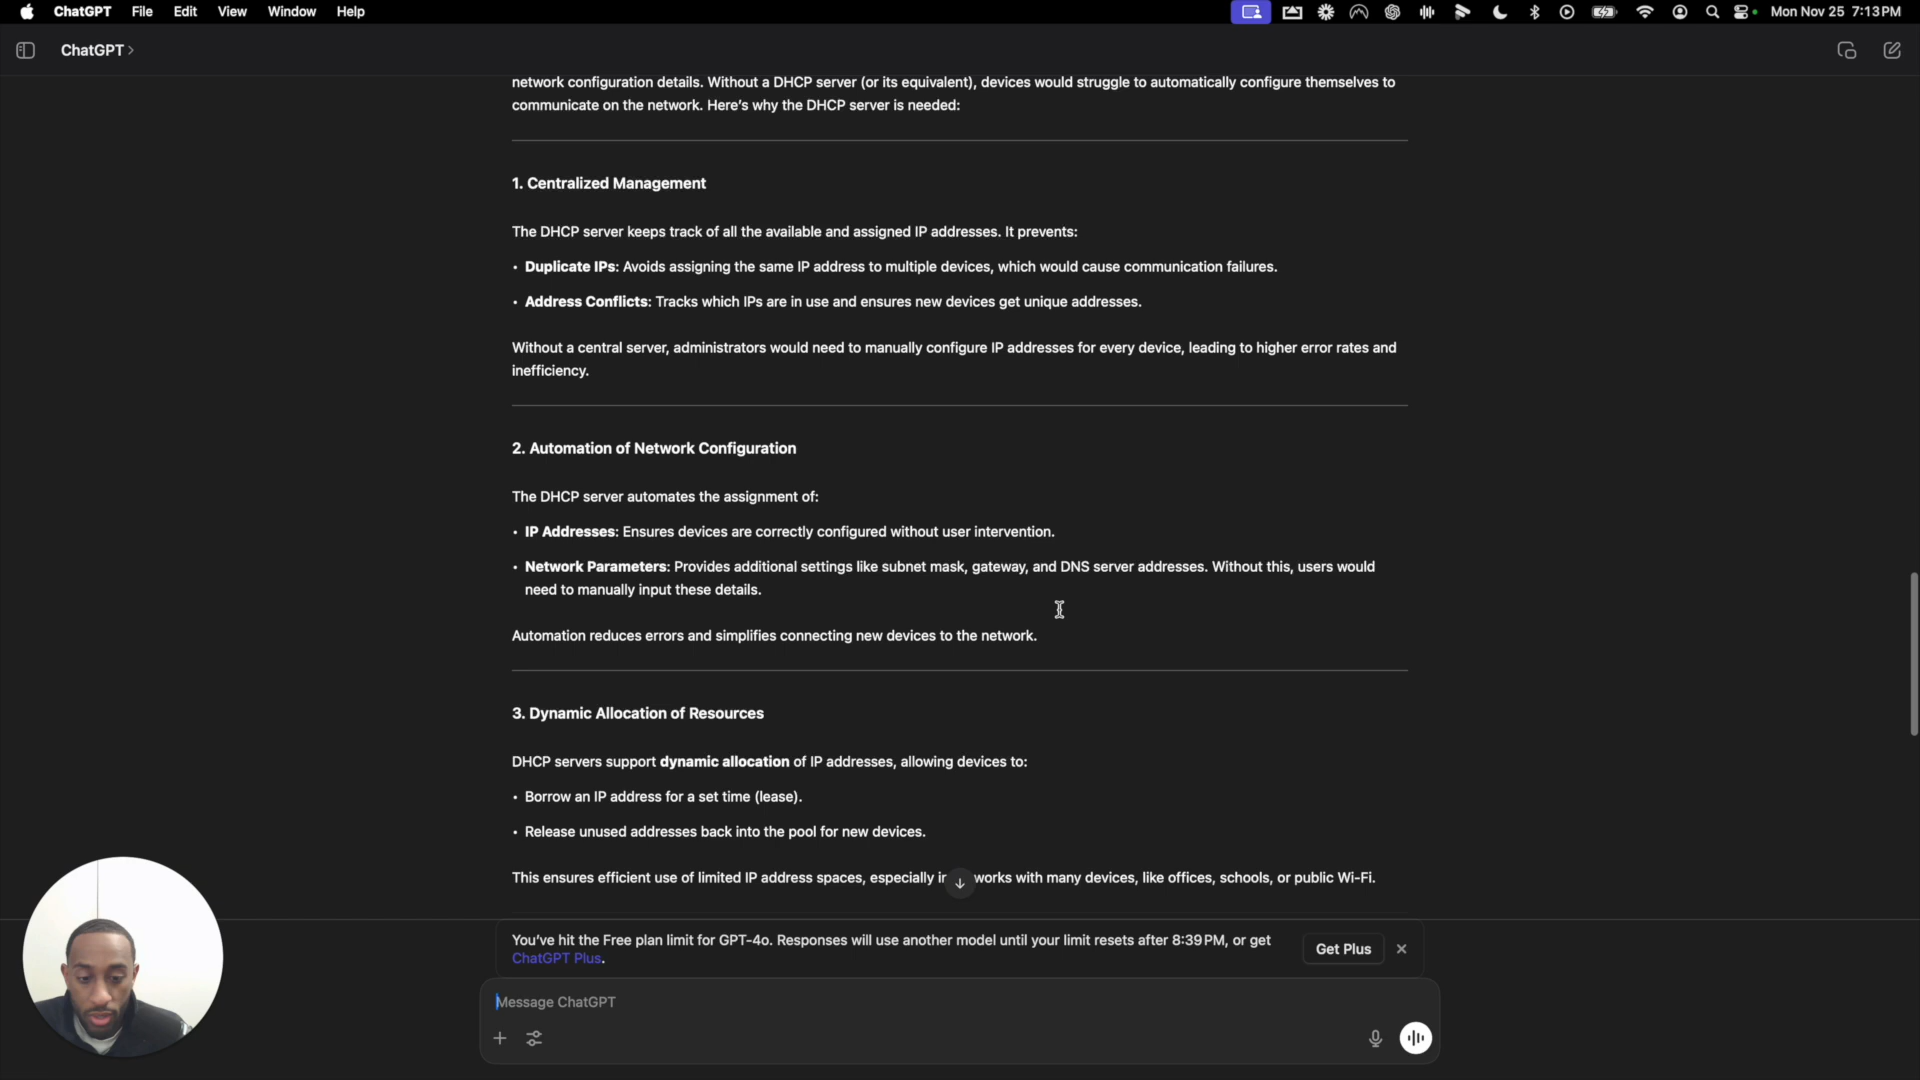 ChatGPT File Edit View Window Help Mon Nov 25 7:13 PM
ChatGPT
network configuration details. Without a DHCP server (or its equivalent), devices would struggle to automatically configure themselves to
communicate on the network. Here’s why the DHCP server is needed:
1. Centralized Management
The DHCP server keeps track of all the available and assigned IP addresses. It prevents:
• Duplicate IPs: Avoids assigning the same IP address to multiple devices, which would cause communication failures.
• Address Conflicts: Tracks which IPs are in use and ensures new devices get unique addresses.
Without a central server, administrators would need to manually configure IP addresses for every device, leading to higher error rates and
inefficiency.
2. Automation of Network Configuration
The DHCP server automates the assignment of:
• IP Addresses: Ensures devices are correctly configured without user intervention.
• Network Parameters: Provides additional settings like subnet mask, gateway, and DNS server addresses. Without this, users would
need to manually input these details.
Automation reduces errors and simplifies connecting new devices to the network.
3. Dynamic Allocation of Resources
DHCP servers support dynamic allocation of IP addresses, allowing devices to:
• Borrow an IP address for a set time (lease).
• Release unused addresses back into the pool for new devices.
This ensures efficient use of limited IP address spaces, especially with many devices, like offices, schools, or public Wi-Fi.
You’ve hit the Free plan limit for GPT-4o. Responses will use another model until your limit resets after 8:39 PM, or get
ChatGPT Plus.
Get Plus
Message ChatGPT